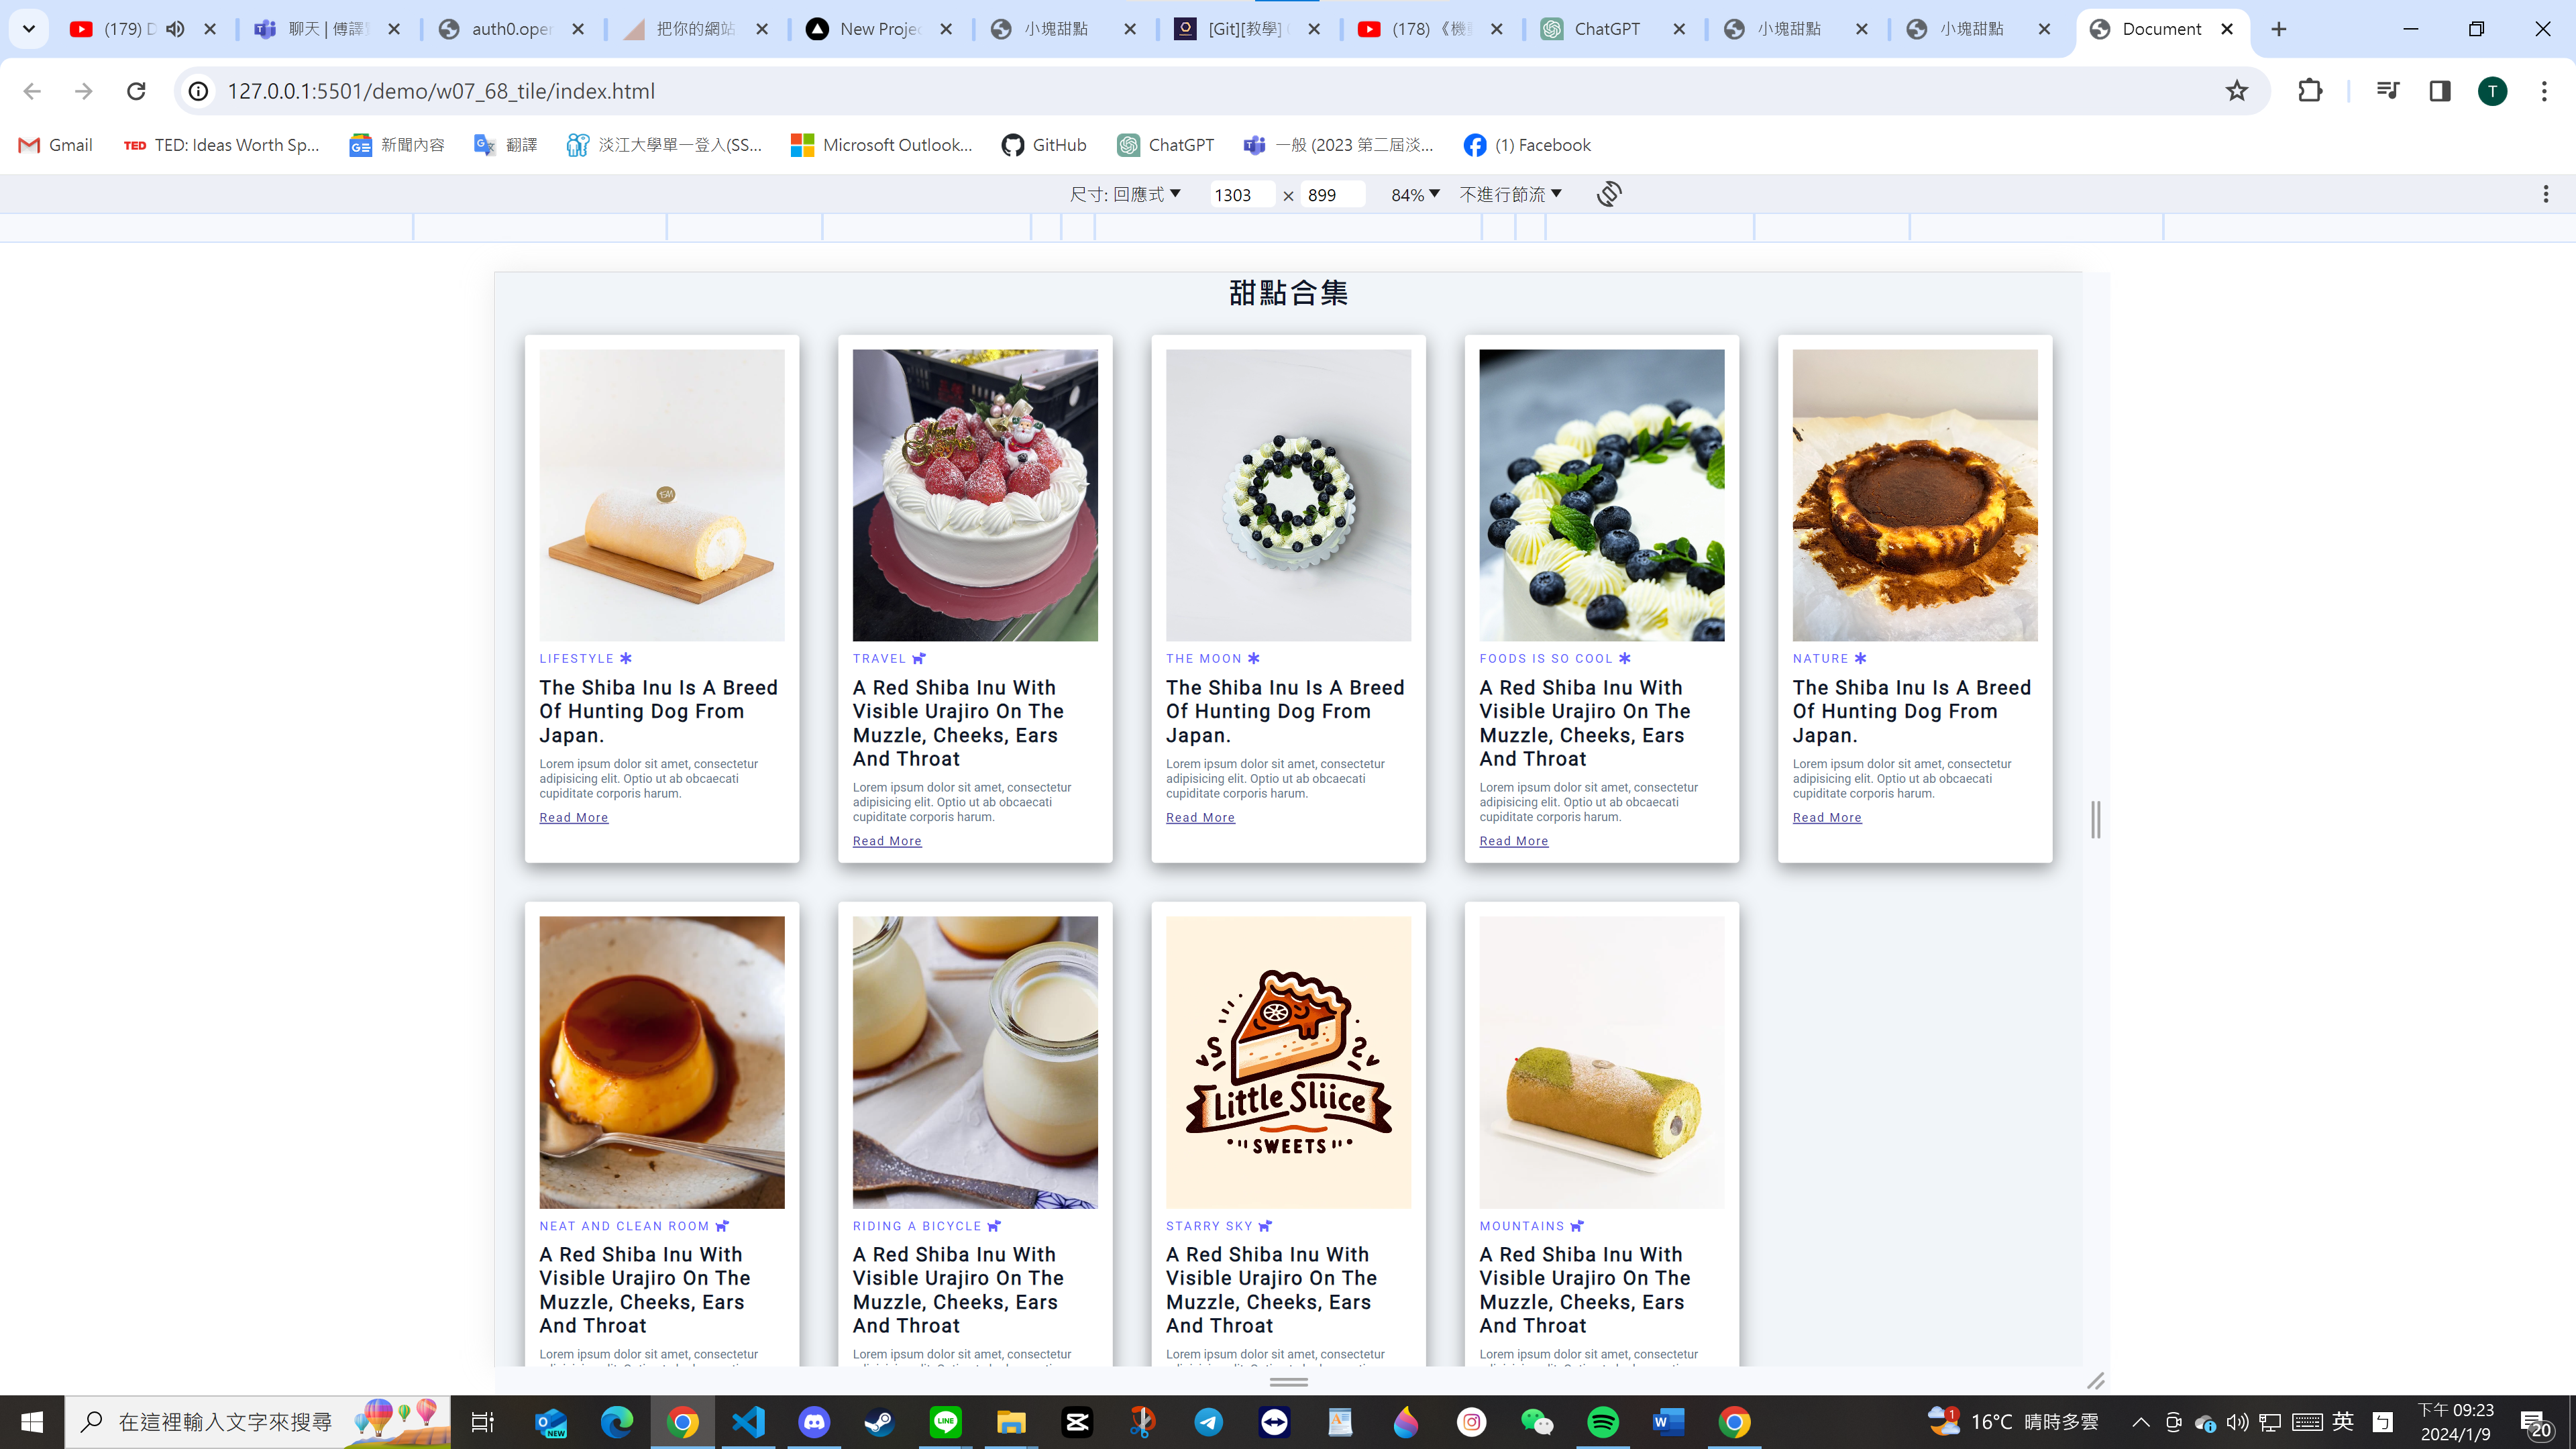 (179) D
聊天 | 傅譯
auth0.oper
把你的網站
New Projec
小塊甜點
[Git][教學]
(178) 《機
ChatGPT
小塊甜點
小塊甜點
Document
127.0.0.1:5501/demo/w07_68_tile/index.html
T
Gmail
TED TED: Ideas Worth Sp...
新聞內容
翻譯
淡江大學單一登入(SS...
Microsoft Outlook...
GitHub
ChatGPT
一般 (2023 第二屆淡...
(1) Facebook
尺寸: 回應式 1303 × 899 84% 不進行節流
甜點合集
LIFESTYLE
The Shiba Inu Is A Breed
Of Hunting Dog From
Japan.
Lorem ipsum dolor sit amet, consectetur
adipisicing elit. Optio ut ab obcaecati
cupiditate corporis harum.
Read More
Merry
TRAVEL
A Red Shiba Inu With
Visible Urajiro On The
Muzzle, Cheeks, Ears
And Throat
Lorem ipsum dolor sit amet, consectetur
adipisicing elit. Optio ut ab obcaecati
cupiditate corporis harum.
Read More
THE MOON
The Shiba Inu Is A Breed
Of Hunting Dog From
Japan.
Lorem ipsum dolor sit amet, consectetur
adipisicing elit. Optio ut ab obcaecati
cupiditate corporis harum.
Read More
FOODS IS SO COOL
A Red Shiba Inu With
Visible Urajiro On The
Muzzle, Cheeks, Ears
And Throat
Lorem ipsum dolor sit amet, consectetur
adipisicing elit. Optio ut ab obcaecati
cupiditate corporis harum.
Read More
NATURE
The Shiba Inu Is A Breed
Of Hunting Dog From
Japan.
Lorem ipsum dolor sit amet, consectetur
adipisicing elit. Optio ut ab obcaecati
cupiditate corporis harum.
Read More
NEAT AND CLEAN ROOM
A Red Shiba Inu With
Visible Urajiro On The
Muzzle, Cheeks, Ears
And Throat
Lorem ipsum dolor sit amet, consectetur
RIDING A BICYCLE
A Red Shiba Inu With
Visible Urajiro On The
Muzzle, Cheeks, Ears
And Throat
Lorem ipsum dolor sit amet, consectetur
Little Sliice
SWEETS
STARRY SKY
A Red Shiba Inu With
Visible Urajiro On The
Muzzle, Cheeks, Ears
And Throat
Lorem ipsum dolor sit amet, consectetur
MOUNTAINS
A Red Shiba Inu With
Visible Urajiro On The
Muzzle, Cheeks, Ears
And Throat
Lorem ipsum dolor sit amet, consectetur
在這裡輸入文字來搜尋
NEW
LINE
1
16°C 晴時多雲
英
下午 09:23
2024/1/9
20